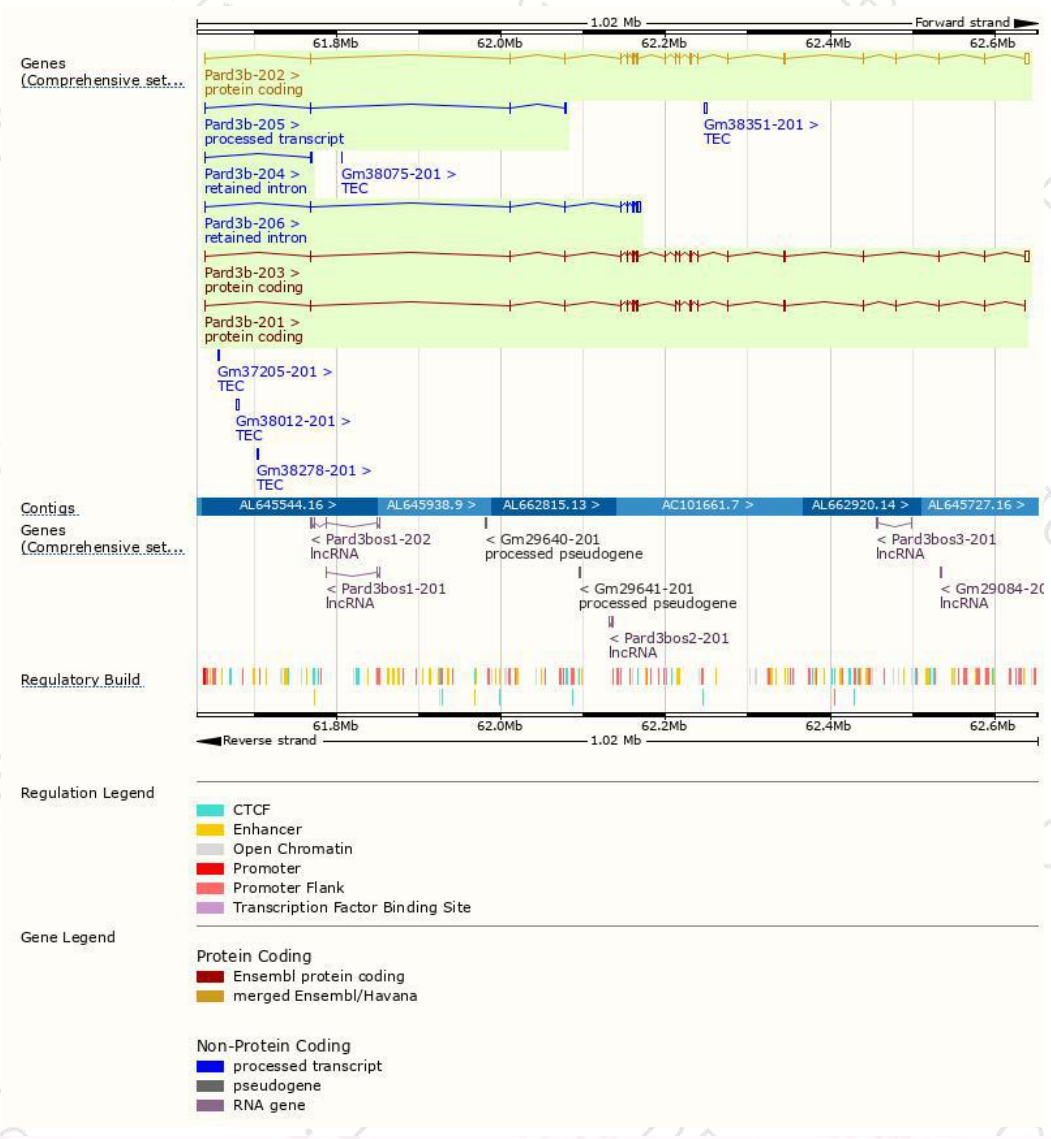 1.02 Mb Forward strand
61.8Mb 62.0Mb 62.2Mb 62.4Mb 62.6Mb
Genes
(Comprehensive set...
Pard3b-202 >
protein coding
Pard3b-205 >
processed transcript
Gm38351-201 >
TEC
Pard3b-204 >
retained intron
Gm38075-201 >
TEC
Pard3b-206 >
retained intron
Pard3b-203 >
protein coding
Pard3b-201 >
protein coding
Gm37205-201 >
TEC
Gm38012-201 >
TEC
Gm38278-201 >
TEC
Contigs
AL645544.16 > AL645938.9 > AL662815.13 > AC101661.7 > AL662920.14 > AL645727.16 >
Genes
(Comprehensive set...
< Pard3bos1-202
lncRNA
< Gm29640-201
processed pseudogene
< Pard3bos3-201
lncRNA
< Pard3bos1-201
lncRNA
< Gm29641-201
processed pseudogene
< Gm29084-20
lncRNA
< Pard3bos2-201
lncRNA
Regulatory Build
61.8Mb 62.0Mb 62.2Mb 62.4Mb 62.6Mb
Reverse strand 1.02 Mb
Regulation Legend
CTCF
Enhancer
Open Chromatin
Promoter
Promoter Flank
Transcription Factor Binding Site
Gene Legend
Protein Coding
Ensembl protein coding
merged Ensembl/Havana
Non-Protein Coding
processed transcript
pseudogene
RNA gene